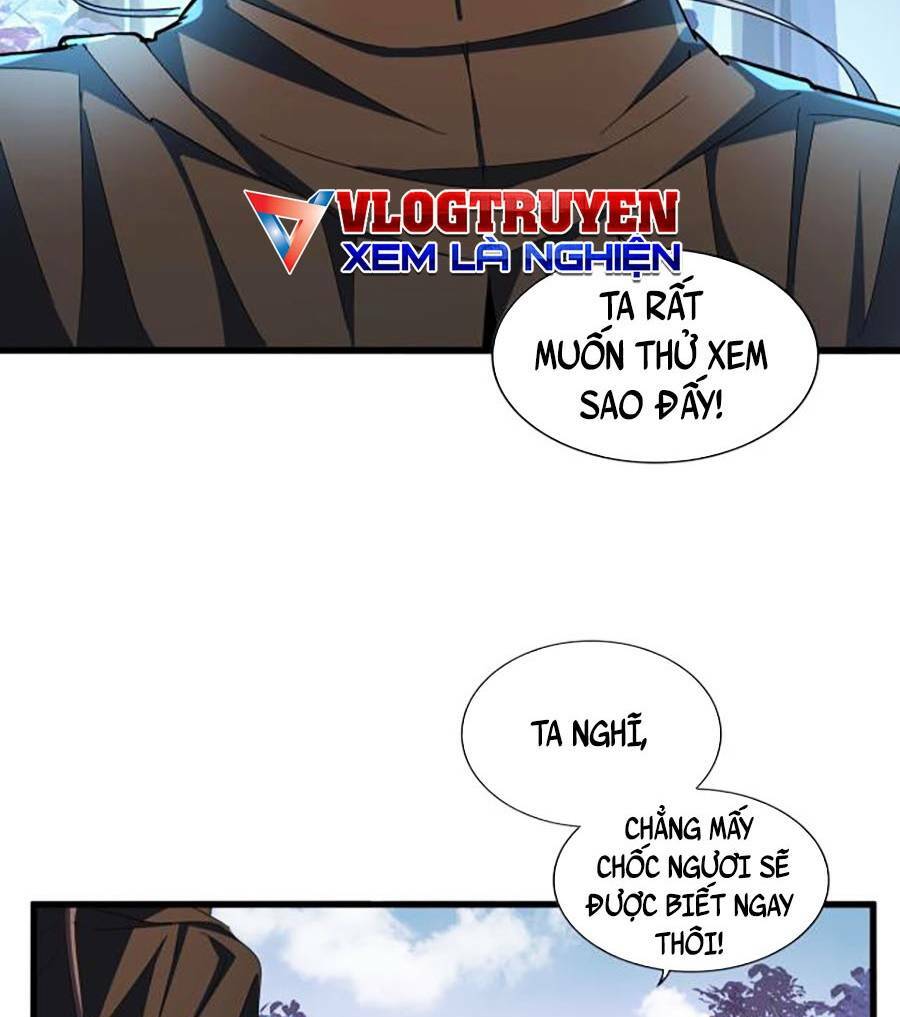 VLOGTRUYEN
XEM LÀ NGHIỆN
TA RẤT
MUỐN THỬ XEM
SAO ĐẤY!
TA NGHĨ,
CHẲNG MẤY
CHỐC NGƯƠI SẼ
ĐƯỢC BIẾT NGAY
THÔI!